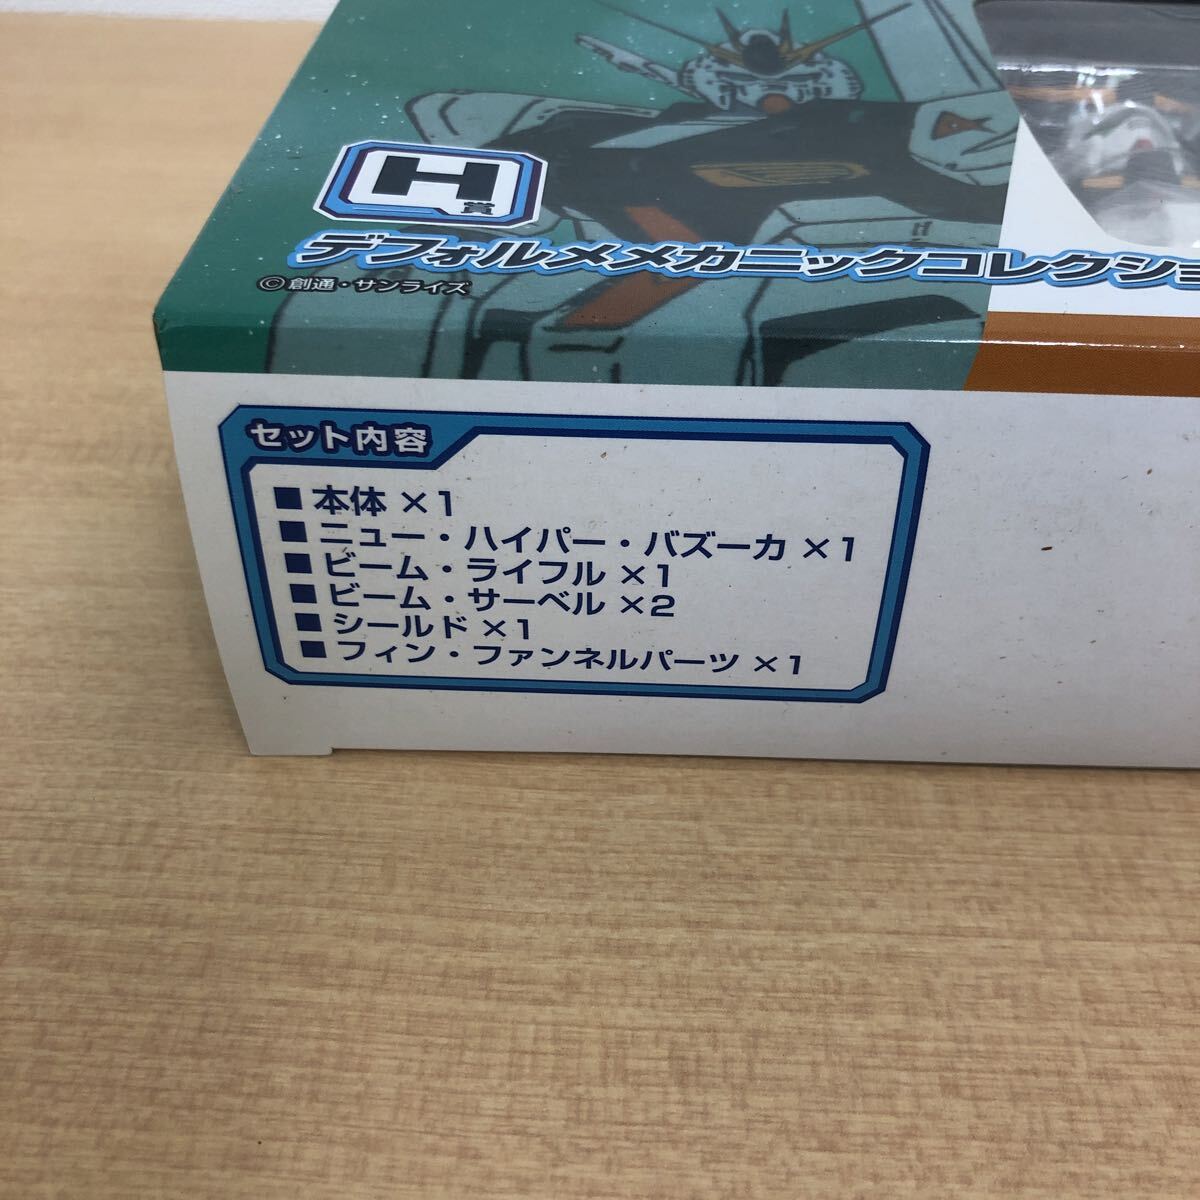 H賞
デフォルメメカニックコレクショ
©創通・サンライズ
セット内容
■ 本体 ×1
■ ニュー・ハイパー・バズーカ ×1
■ ビーム・ライフル ×1
■ ビーム・サーベル ×2
■ シールド ×1
■ フィン・ファンネルパーツ ×1